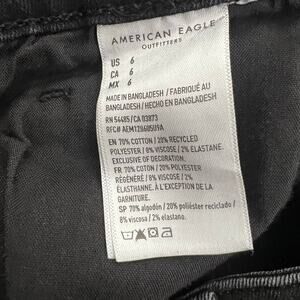 AMERICAN EAGLE
OUTFITTERS
US 6
CA 6
MX 6
MADE IN BANGLADESH / FABRIQUÉ AU
BANGLADESH / HECHO EN BANGLADESH
RN 54485/CA 03873
EN 70% COTTON / 20% RECYCLED
POLYESTER / 8% VISCOSE / 2% ELASTANE.
EXCLUSIVE OF DECORATION.
FR 70% COTON / 20% POLYESTER
RÉGÉNÉRÉ / 8% VISCOSE / 2%
ÉLASTHANNE. À L'EXCEPTION DE LA
GARNITURE.
SP 70% algodón / 20% poliéster reciclado /
8% viscosa / 2% elastano.